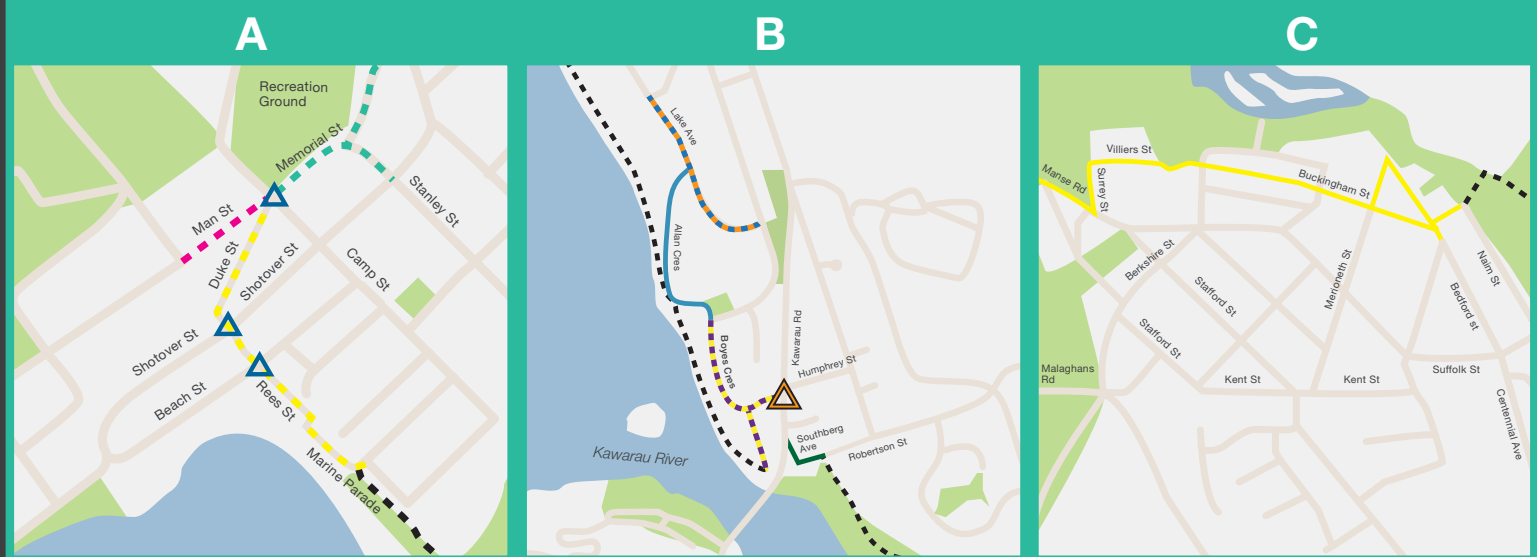 A
B
C
Recreation
Ground
Memorial St
Man St
Stanley St
Duke St
Shotover St
Camp St
Shotover St
Beach St
Rees St
Marine Parade
Lake Ave
Allan Cres
Boyes Cres
Kawarau Rd
Humphrey St
Southberg
Ave
Robertson St
Kawarau River
Villiers St
Manse Rd
Surrey St
Buckingham St
Berkshire St
Merioneth St
Nairn St
Stafford St
Bedford st
Stafford St
Malaghans
Rd
Kent St
Kent St
Suffolk St
Centennial Ave